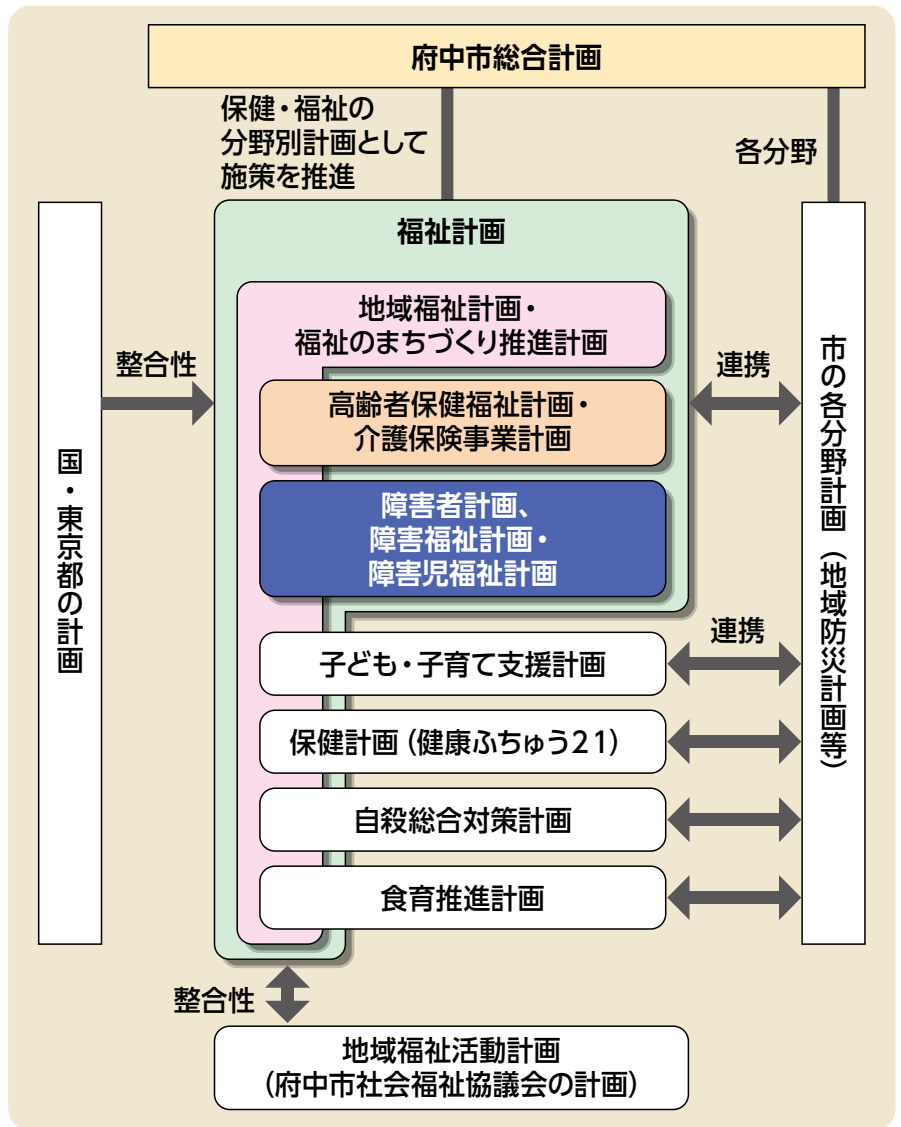 府中市総合計画
保健・福祉の
分野別計画として
施策を推進
各分野
福祉計画
地域福祉計画・
福祉のまちづくり推進計画
整合性
連携
高齢者保健福祉計画・
介護保険事業計画
国・東京都の計画
市の各分野計画（地域防災計画等）
障害者計画、
障害福祉計画・
障害児福祉計画
連携
子ども・子育て支援計画
保健計画（健康ふちゅう21）
自殺総合対策計画
食育推進計画
整合性
地域福祉活動計画
（府中市社会福祉協議会の計画）